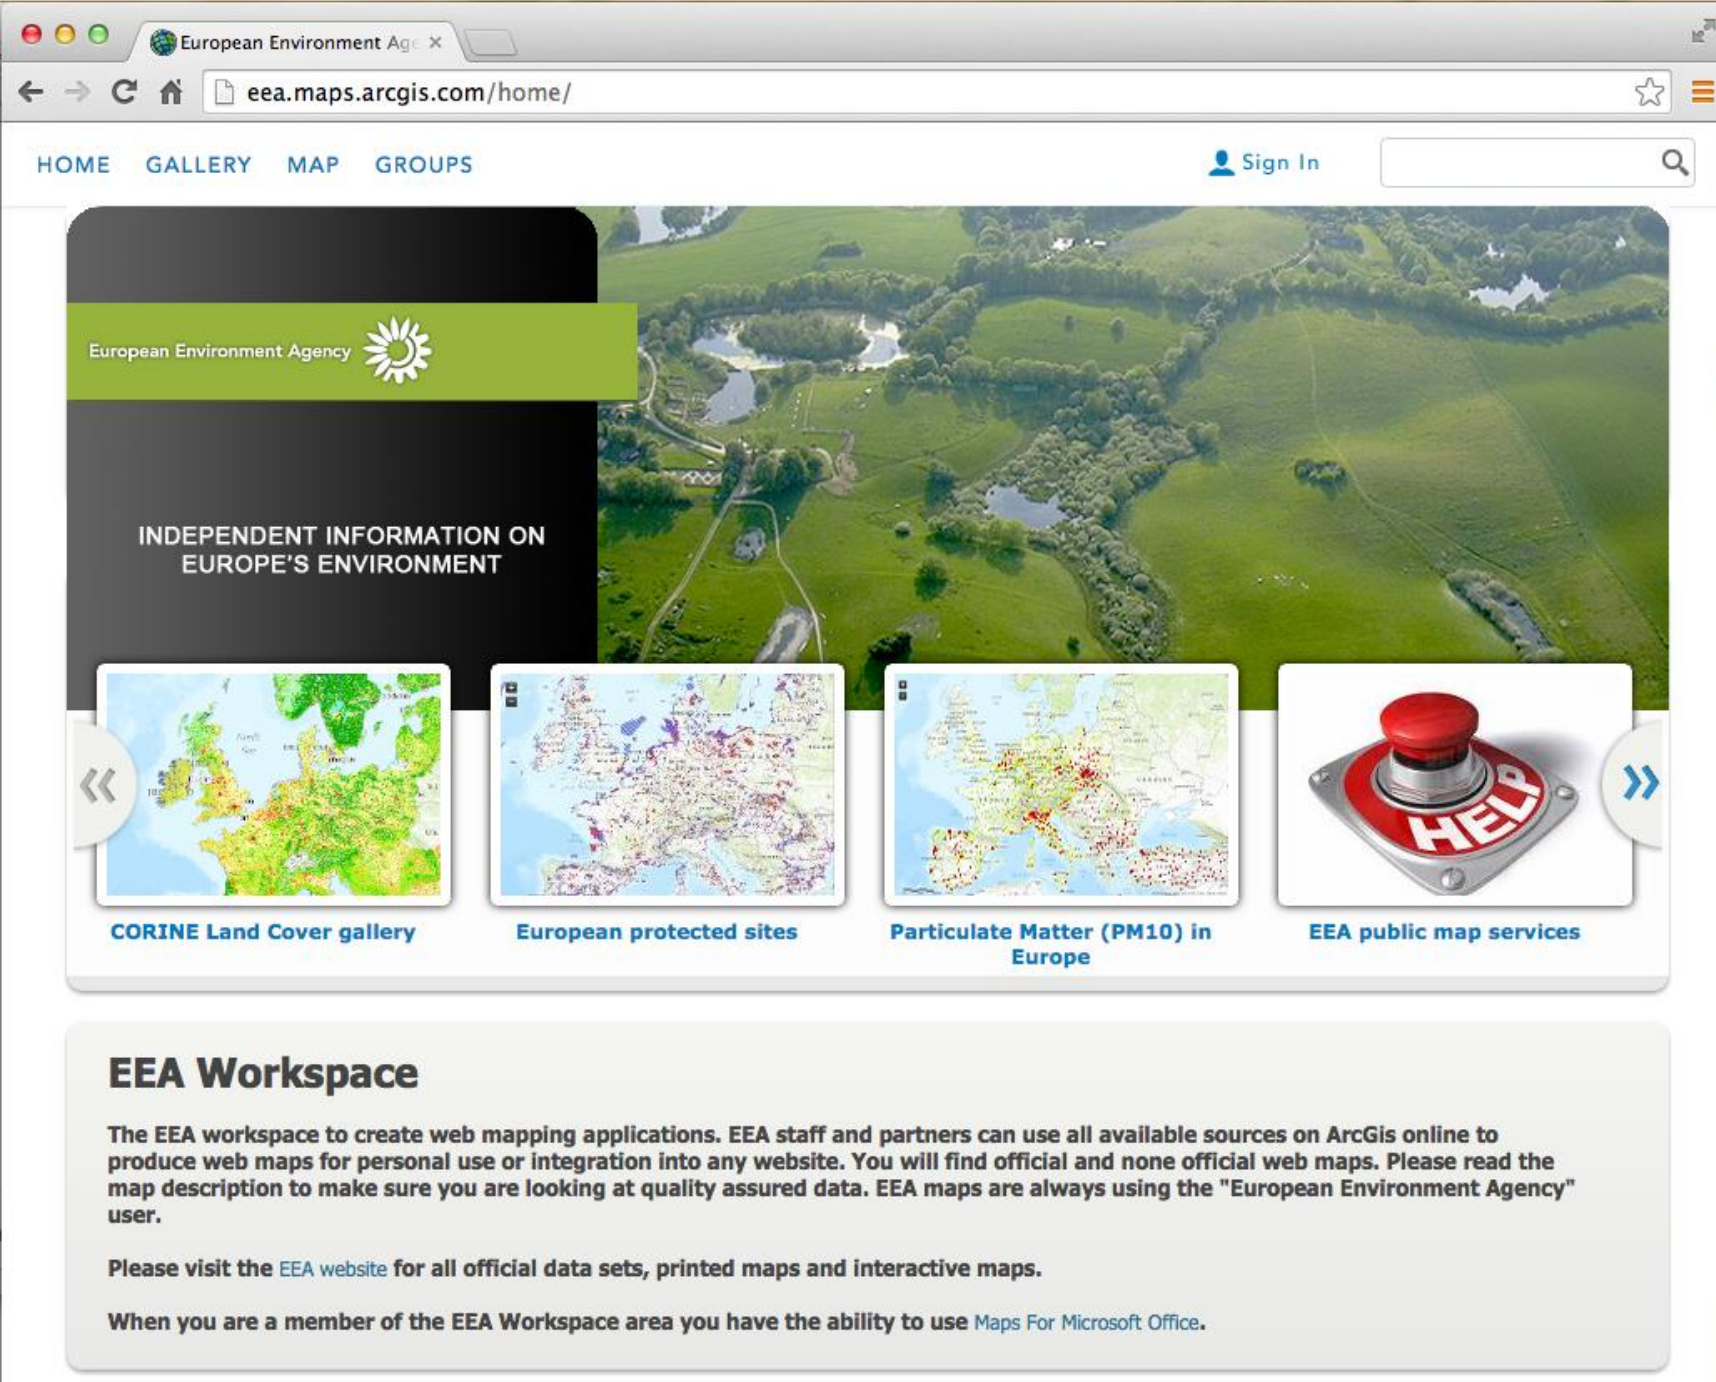 European Environment Age
eea.maps.arcgis.com/home/
HOME GALLERY MAP GROUPS
Sign In
European Environment Agency
INDEPENDENT INFORMATION ON
EUROPE'S ENVIRONMENT
HELP
CORINE Land Cover gallery
European protected sites
Particulate Matter (PM10) in
Europe
EEA public map services
EEA Workspace
The EEA workspace to create web mapping applications. EEA staff and partners can use all available sources on ArcGis online to
produce web maps for personal use or integration into any website. You will find official and none official web maps. Please read the
map description to make sure you are looking at quality assured data. EEA maps are always using the "European Environment Agency"
user.
Please visit the EEA website for all official data sets, printed maps and interactive maps.
When you are a member of the EEA Workspace area you have the ability to use Maps For Microsoft Office.